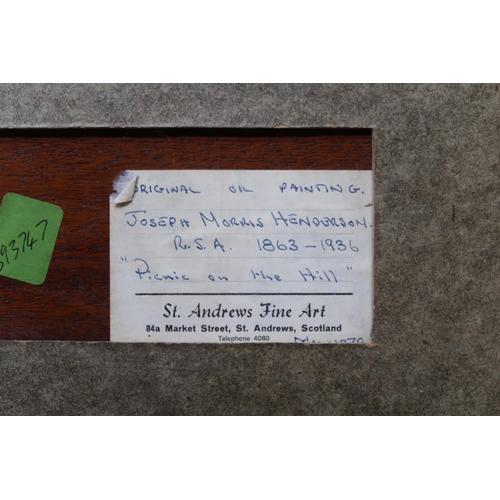 ORIGINAL OIL PAINTING.
JOSEPH MORRIS HENDERSON.
R.S.A. 1863-1936
"Picnic on the Hill"
St. Andrews Fine Art
84a Market Street, St. Andrews, Scotland
Telephone 4080
93747